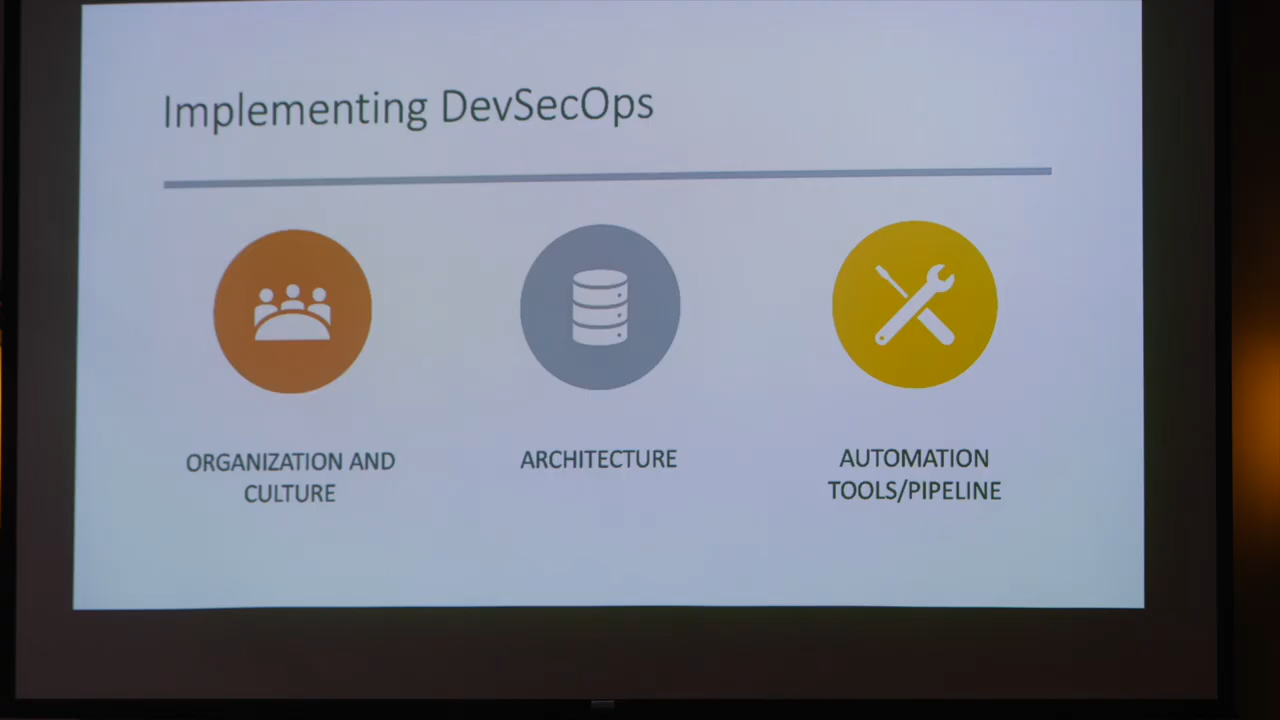 Implementing DevSecOps
ORGANIZATION AND
CULTURE
ARCHITECTURE
AUTOMATION
TOOLS/PIPELINE